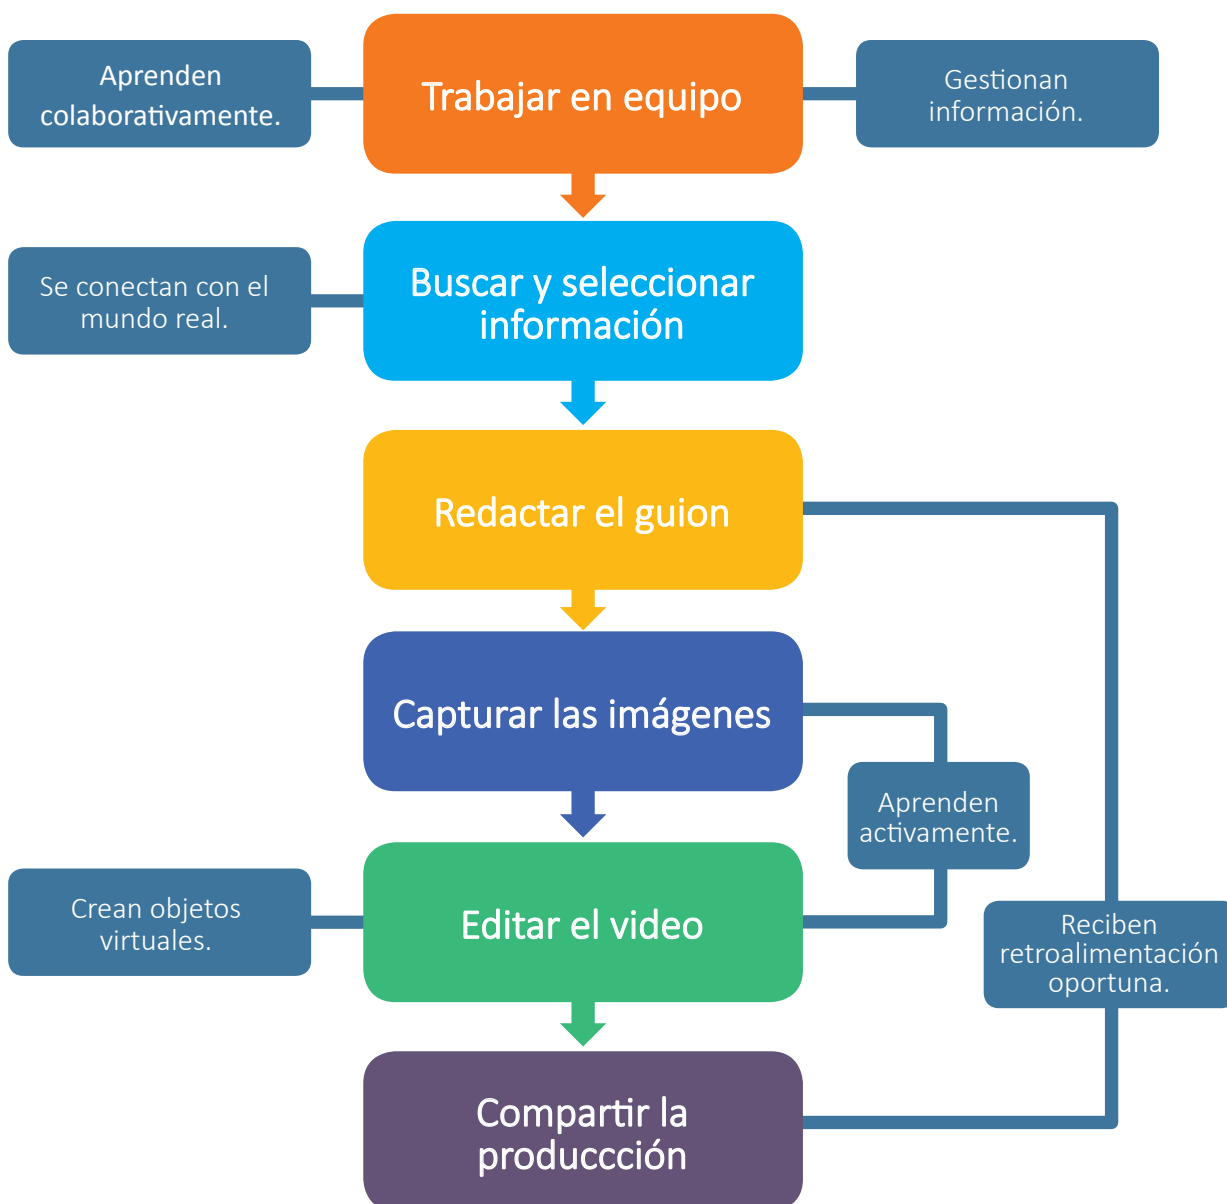 Aprenden
colaborativamente.
Trabajar en equipo
Gestionan
información.
Se conectan con el
mundo real.
Buscar y seleccionar
información
Redactar el guion
Capturar las imágenes
Aprenden
activamente.
Crean objetos
virtuales.
Editar el video
Reciben
retroalimentación
oportuna.
Compartir la
produccción